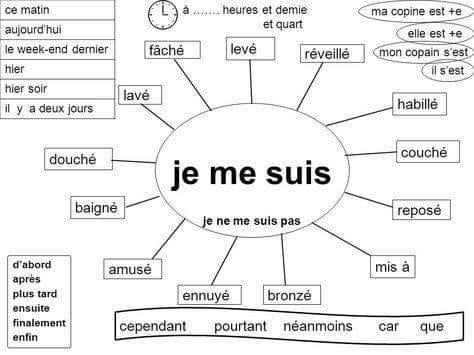 ce matin
aujourd'hui
le week-end dernier
hier
hier soir
il y a deux jours
à ....... heures et demie
et quart
ma copine est +e
elle est +e
mon copain s'est
il s'est
fâché
levé
réveillé
lavé
habillé
douché
couché
je me suis
je ne me suis pas
baigné
reposé
amusé
mis à
ennuyé
bronzé
d'abord
après
plus tard
ensuite
finalement
enfin
cependant pourtant néanmoins car que